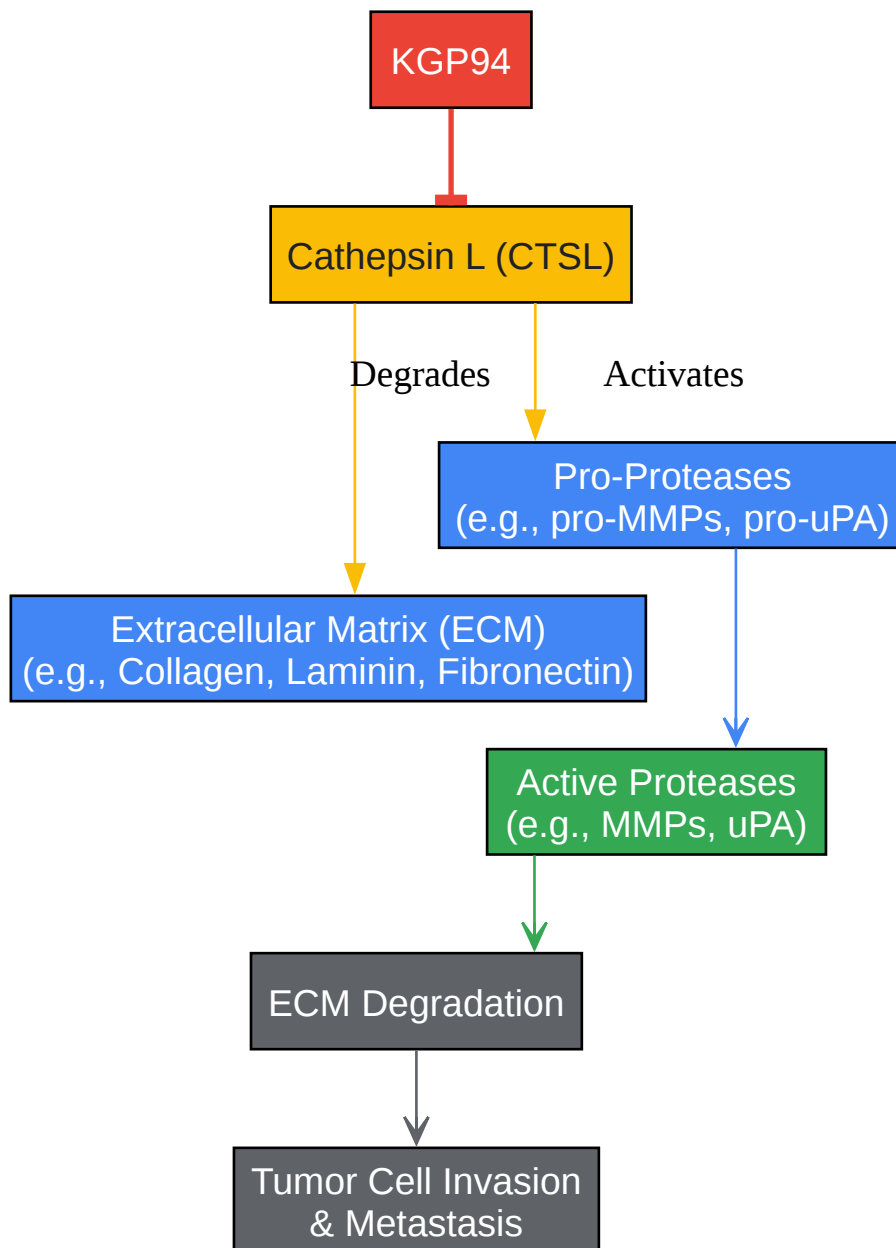 KGP94
Cathepsin L (CTSL)
Degrades
Activates
Pro-Proteases
(e.g., pro-MMPs, pro-uPA)
Extracellular Matrix (ECM)
(e.g., Collagen, Laminin, Fibronectin)
Active Proteases
(e.g., MMPs, uPA)
ECM Degradation
Tumor Cell Invasion
& Metastasis